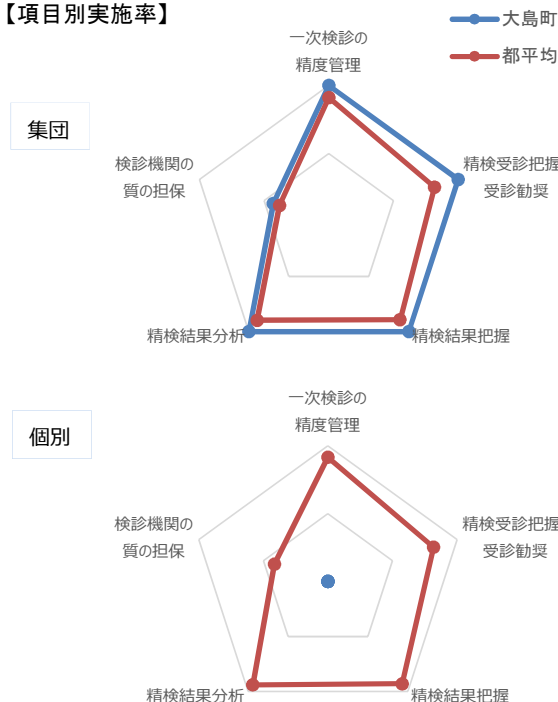 【項目別実施率】
大島町
都平均
集団
一次検診の
精度管理
精検受診把握
受診勧奨
精検結果把握
精検結果分析
検診機関の
質の担保
個別
一次検診の
精度管理
精検受診把握
受診勧奨
精検結果把握
精検結果分析
検診機関の
質の担保